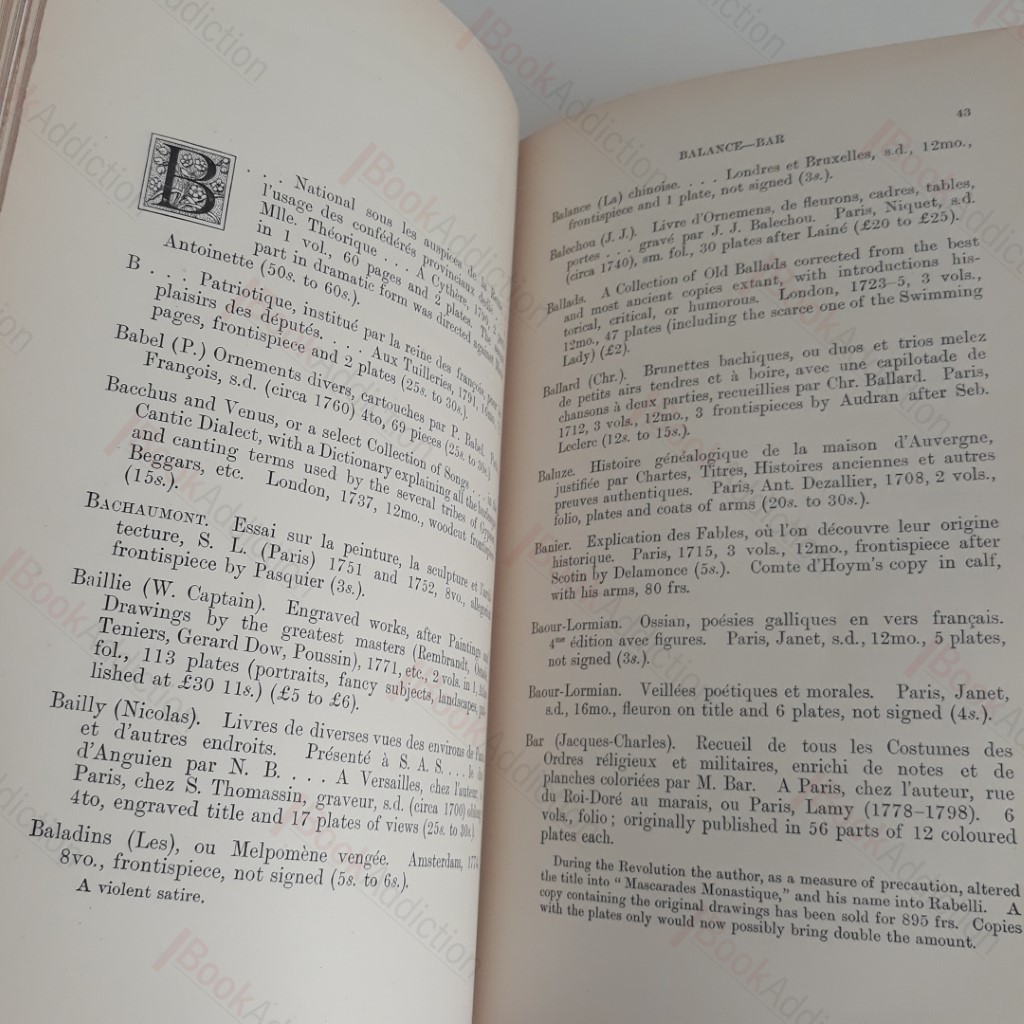 B . . . National sous les auspices de la
l'usage des confédérés provinciaux dédié
Mlle. Théorique . . . A Cythère, 1790, 2
in 1 vol., 60 pages and 2 plates. The
part in dramatic form was directed against
Antoinette (50s. to 60s.).
B . . . Patriotique, institué par la reine des françois, pour
plaisirs des députés. . . . Aux Tuilleries, 1791, 16mo,
pages, frontispiece and 2 plates (25s. to 30s.).
Babel (P.) Ornements divers, cartouches par P. Babel.
François, s.d. (circa 1760) 4to, 69 pieces (25s. to 30s.)
Bacchus and Venus, or a select Collection of Songs . . . in the
Cantic Dialect, with a Dictionary explaining all the
and canting terms used by the several tribes of Gypsies,
Beggars, etc. London, 1737, 12mo., woodcut frontispiece
(15s.).
BACHAUMONT. Essai sur la peinture, la sculpture et
tecture, S. L. (Paris) 1751 and 1752, 8vo., allegorical
frontispiece by Pasquier (3s.).
Baillie (W. Captain). Engraved works, after Paintings and
Drawings by the greatest masters (Rembrandt,
Teniers, Gerard Dow, Poussin), 1771, etc., 2 vols. in 1,
fol., 113 plates (portraits, fancy subjects, landscapes, pub-
lished at £30 11s.) (£5 to £6).
Bailly (Nicolas). Livres de diverses vues des environs de
et d'autres endroits. Présenté à S. A. S. . . . le duc
d'Anguien par N. B. . . . A Versailles, chez l'auteur;
Paris, chez S. Thomassin, graveur, s.d. (circa 1700) oblong
4to, engraved title and 17 plates of views (25s. to 30s.)
Baladins (Les), ou Melpomène vengée. Amsterdam, 1774
8vo., frontispiece, not signed (5s. to 6s.).
A violent satire.
43
BALANCE—BAR
Balance (La) chinoise. . . . Londres et Bruxelles, s.d., 12mo.,
frontispiece and 1 plate, not signed (3s.).
Balechou (J. J.). Livre d'Ornemens, de fleurons, cadres, tables,
portes . . . gravé par J. J. Balechou. Paris, Niquet, s.d.
(circa 1740), sm. fol., 30 plates after Lainé (£20 to £25).
Ballads. A Collection of Old Ballads corrected from the best
and most ancient copies extant, with introductions his-
torical, critical, or humorous. London, 1723–5, 3 vols.,
12mo., 47 plates (including the scarce one of the Swimming
Lady) (£2).
Ballard (Chr.). Brunettes bachiques, ou duos et trios melez
de petits airs tendres et à boire, avec une capilotade de
chansons à deux parties, recueillies par Chr. Ballard. Paris,
1712, 3 vols., 12mo., 3 frontispieces by Audran after Seb.
Leclerc (12s. to 15s.).
Baluze. Histoire généalogique de la maison d'Auvergne,
justifiée par Chartes, Titres, Histoires anciennes et autres
preuves authentiques. Paris, Ant. Dezallier, 1708, 2 vols.,
folio, plates and coats of arms (20s. to 30s.).
Banier. Explication des Fables, où l'on découvre leur origine
historique. Paris, 1715, 3 vols., 12mo., frontispiece after
Scotin by Delamonce (5s.). Comte d'Hoym's copy in calf,
with his arms, 80 frs.
Baour-Lormian. Ossian, poésies galliques en vers français.
4me édition avec figures. Paris, Janet, s.d., 12mo., 5 plates,
not signed (3s.).
Baour-Lormian. Veillées poétiques et morales. Paris, Janet,
s.d., 16mo., fleuron on title and 6 plates, not signed (4s.).
Bar (Jacques-Charles). Recueil de tous les Costumes des
Ordres réligieux et militaires, enrichi de notes et de
planches coloriées par M. Bar. A Paris, chez l'auteur, rue
du Roi-Doré au marais, ou Paris, Lamy (1778–1798). 6
vols., folio; originally published in 56 parts of 12 coloured
plates each.
During the Revolution the author, as a measure of precaution, altered
the title into "Mascarades Monastique," and his name into Rabelli. A
copy containing the original drawings has been sold for 895 frs. Copies
with the plates only would now possibly bring double the amount.